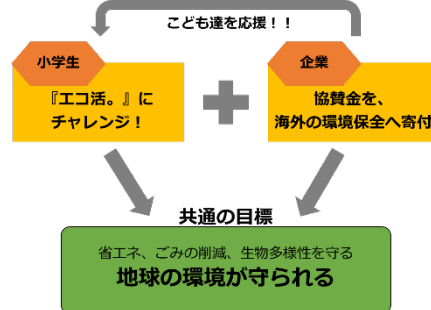 こども達を応援！！
小学生
『エコ活。』に
チャレンジ！
企業
協賛金を、
海外の環境保全へ寄付
共通の目標
省エネ、ごみの削減、生物多様性を守る
地球の環境が守られる